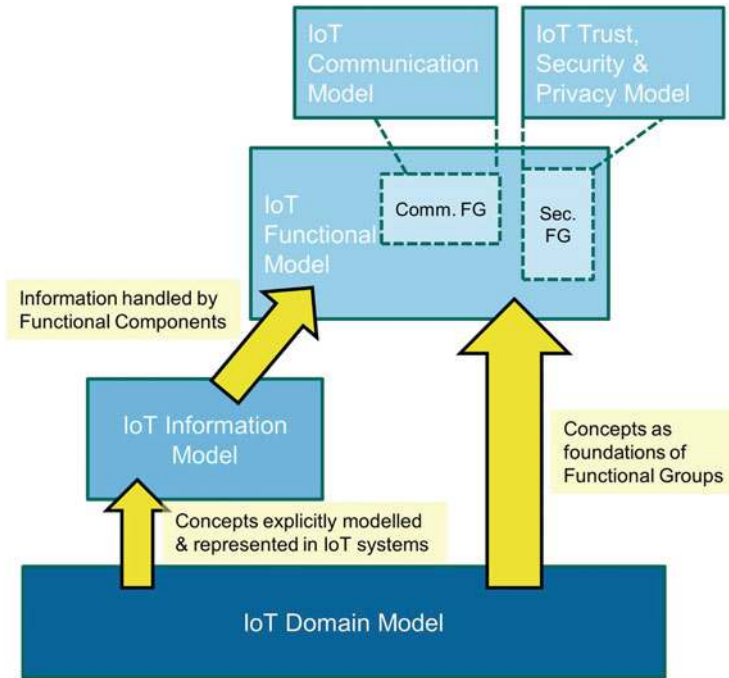 IoT
Communication
Model
IoT Trust,
Security &
Privacy Model
IoT
Functional
Model
Comm. FG
Sec.
FG
Information handled by
Functional Components
IoT Information
Model
Concepts as
foundations of
Functional Groups
Concepts explicitly modelled
& represented in IoT systems
IoT Domain Model